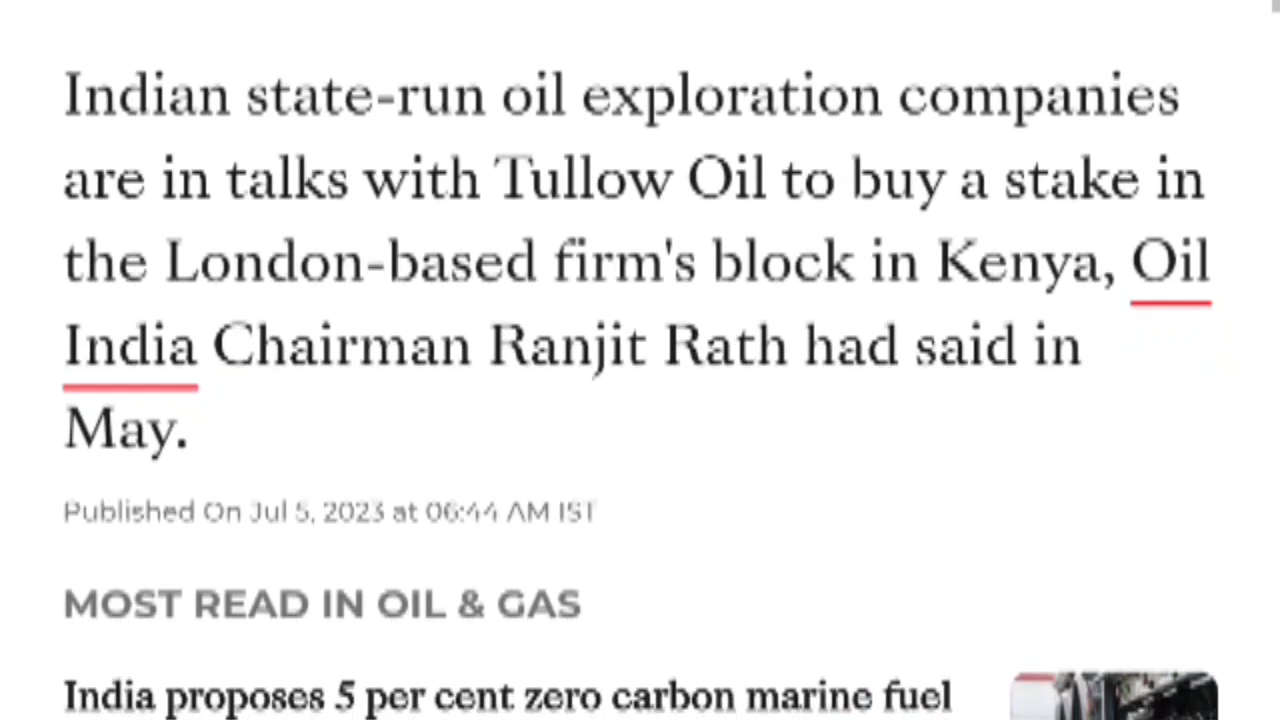 Indian state-run oil exploration companies
are in talks with Tullow Oil to buy a stake in
the London-based firm's block in Kenya, Oil
India Chairman Ranjit Rath had said in
May.
Published On Jul 5, 2023 at 06:44 AM IST
MOST READ IN OIL & GAS
India proposes 5 per cent zero carbon marine fuel